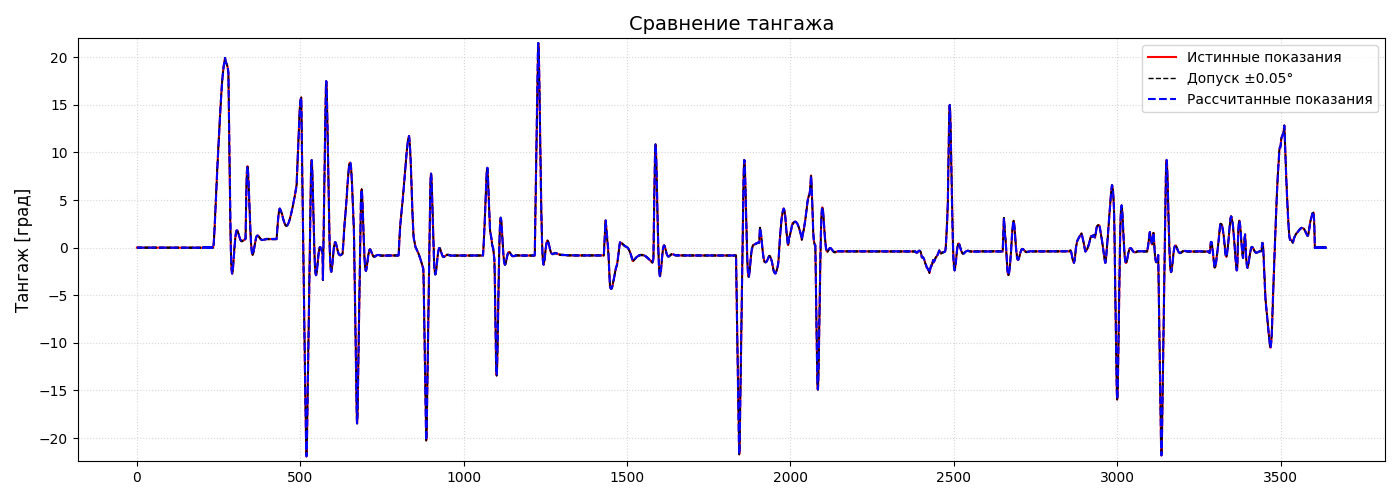 Сравнение тангажа
Тангаж [град]
20
15
10
5
0
−5
−10
−15
−20
0 500 1000 1500 2000 2500 3000 3500
Истинные показания
Допуск ±0.05°
Рассчитанные показания